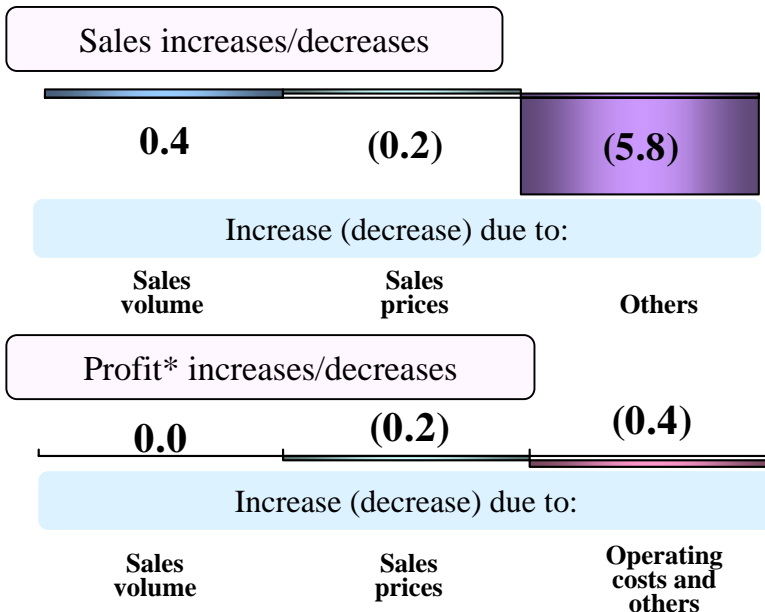 Sales increases/decreases
0.4 (0.2) (5.8)
Increase (decrease) due to:
Sales volume
Sales prices
Others
Profit* increases/decreases
0.0 (0.2) (0.4)
Increase (decrease) due to:
Sales volume
Sales prices
Operating costs and others